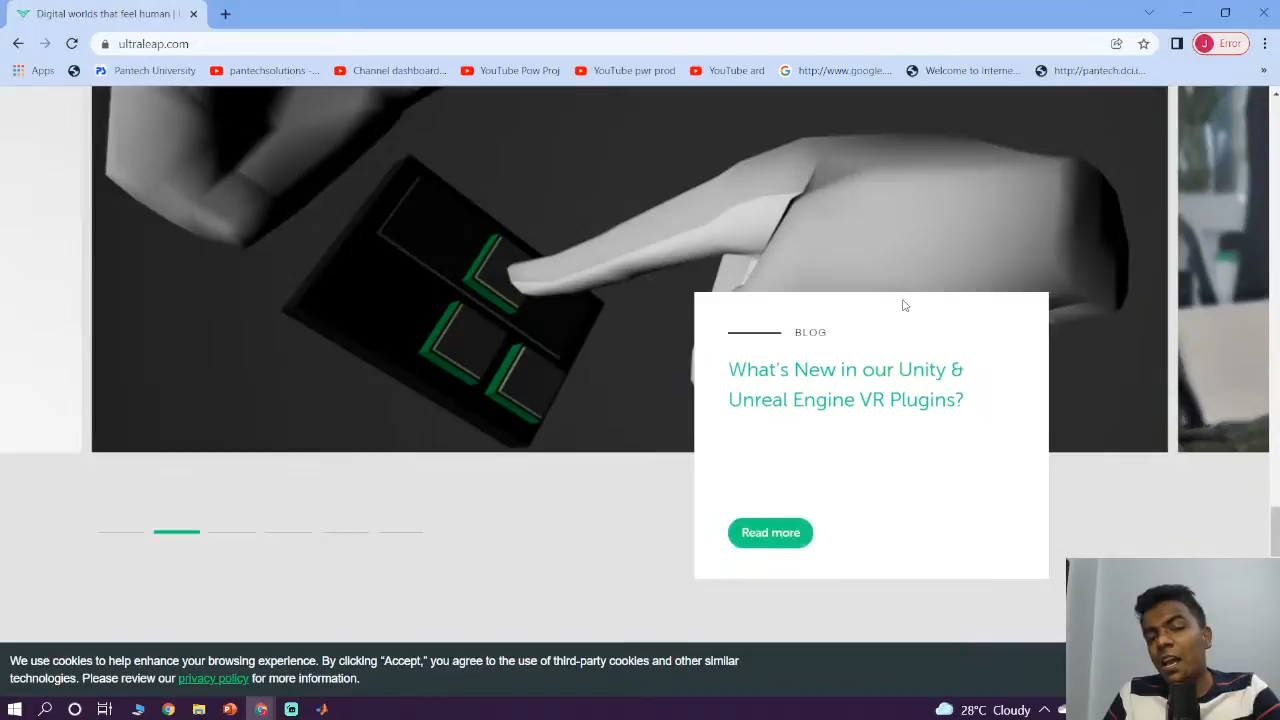 Digital worlds that feel human |
ultraleap.com
J Error
Apps
Pantech University
pantechsolutions -...
Channel dashboard...
YouTube Pow Proj
YouTube pwr prod
YouTube ard
http://www.google....
Welcome to Interne...
http://pantech.dci.i...
»
BLOG
What's New in our Unity &
Unreal Engine VR Plugins?
Read more
We use cookies to help enhance your browsing experience. By clicking “Accept,” you agree to the use of third-party cookies and other similar
technologies. Please review our privacy policy for more information.
28°C Cloudy